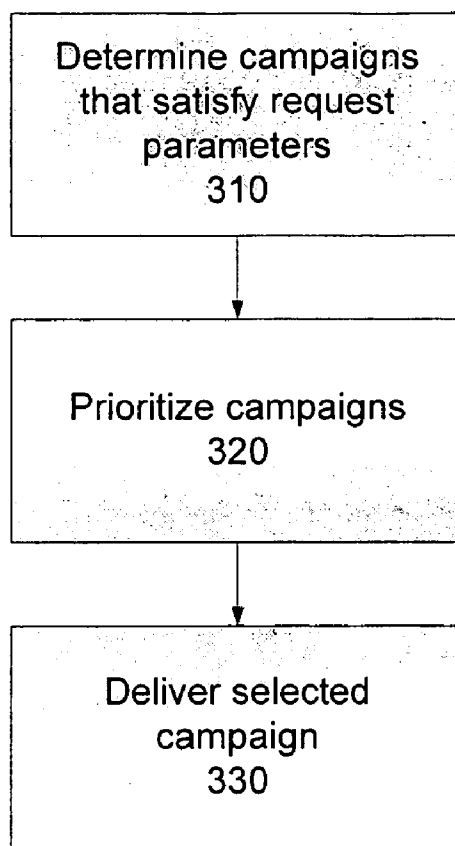 Determine campaigns
that satisfy request
parameters
310
Prioritize campaigns
320
Deliver selected
campaign
330